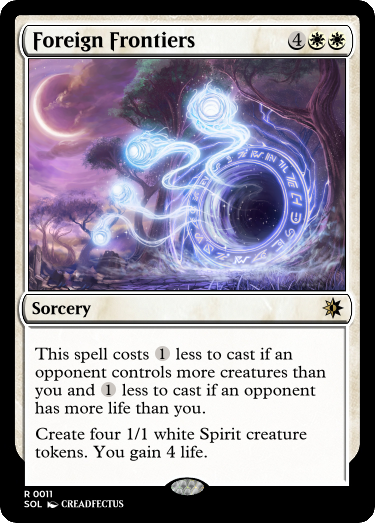 Foreign Frontiers 4
Sorcery
This spell costs 1 less to cast if an
opponent controls more creatures than
you and 1 less to cast if an opponent
has more life than you.
Create four 1/1 white Spirit creature
tokens. You gain 4 life.
R 0011
SOL CREADFECTUS